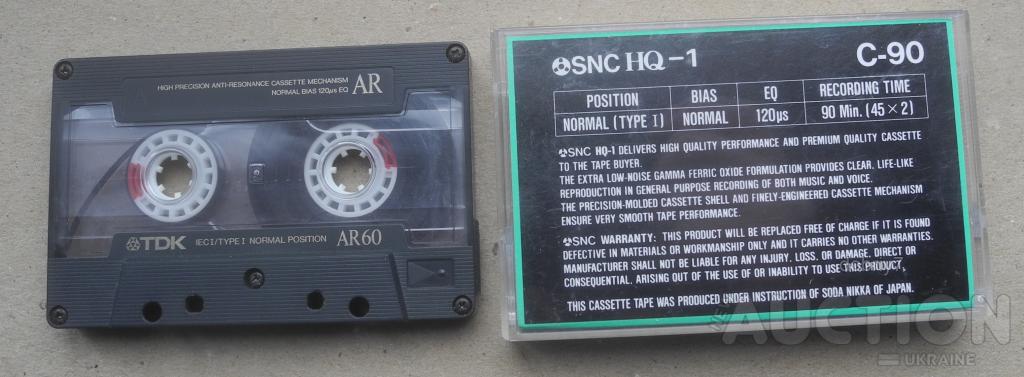 HIGH PRECISION ANTI-RESONANCE CASSETTE MECHANISM
NORMAL BIAS 120µs EQ AR
TDK IECI/TYPE I NORMAL POSITION AR60
SNC HQ-1 C-90
POSITION BIAS EQ RECORDING TIME
NORMAL (TYPE I) NORMAL 120µs 90 Min. (45×2)
SNC HQ-1 DELIVERS HIGH QUALITY PERFORMANCE AND PREMIUM QUALITY CASSETTE
TO THE TAPE BUYER.
THE EXTRA LOW-NOISE GAMMA FERRIC OXIDE FORMULATION PROVIDES CLEAR, LIFE-LIKE
REPRODUCTION IN GENERAL PURPOSE RECORDING OF BOTH MUSIC AND VOICE.
THE PRECISION-MOLDED CASSETTE SHELL AND FINELY-ENGINEERED CASSETTE MECHANISM
ENSURE VERY SMOOTH TAPE PERFORMANCE.
SNC WARRANTY: THIS PRODUCT WILL BE REPLACED FREE OF CHARGE IF IT IS FOUND
DEFECTIVE IN MATERIALS OR WORKMANSHIP ONLY AND IT CARRIES NO OTHER WARRANTIES.
MANUFACTURER SHALL NOT BE LIABLE FOR ANY INJURY, LOSS, OR DAMAGE, DIRECT OR
CONSEQUENTIAL, ARISING OUT OF THE USE OF OR INABILITY TO USE THIS PRODUCT.
THIS CASSETTE TAPE WAS PRODUCED UNDER INSTRUCTION OF SODA NIKKA OF JAPAN.
AUCTION
UKRAINE